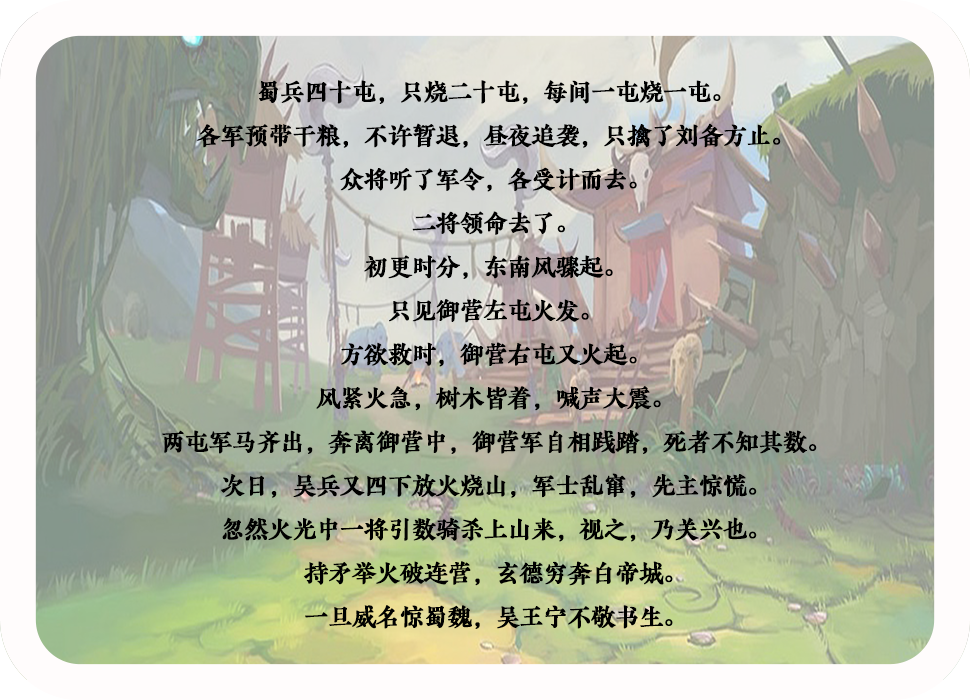 蜀兵四十屯，只烧二十屯，每间一屯烧一屯。
各军预带干粮，不许暂退，昼夜追袭，只擒了刘备方止。
众将听了军令，各受计而去。
二将领命去了。
初更时分，东南风骤起。
只见御营左屯火发。
方欲救时，御营右屯又火起。
风紧火急，树木皆着，喊声大震。
两屯军马齐出，奔离御营中，御营军自相践踏，死者不知其数。
次日，吴兵又四下放火烧山，军士乱窜，先主惊慌。
忽然火光中一将引数骑杀上山来，视之，乃关兴也。
持矛举火破连营，玄德穷奔白帝城。
一旦威名惊蜀魏，吴王宁不敬书生。